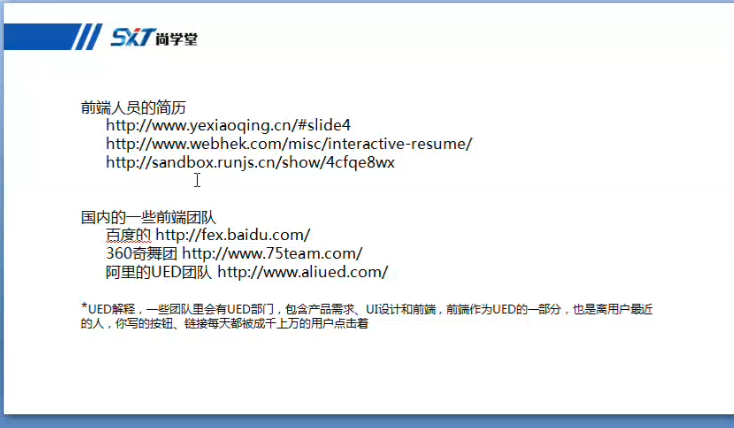 SXT尚学堂
前端人员的简历
http://www.yexiaoqing.cn/#slide4
http://www.webhek.com/misc/interactive-resume/
http://sandbox.runjs.cn/show/4cfqe8wx
国内的一些前端团队
百度的 http://fex.baidu.com/
360奇舞团 http://www.75team.com/
阿里的UED团队 http://www.aliued.com/
*UED解释，一些团队里会有UED部门，包含产品需求、UI设计和前端，前端作为UED的一部分，也是离用户最近
的人，你写的按钮、链接每天都被成千上万的用户点击着